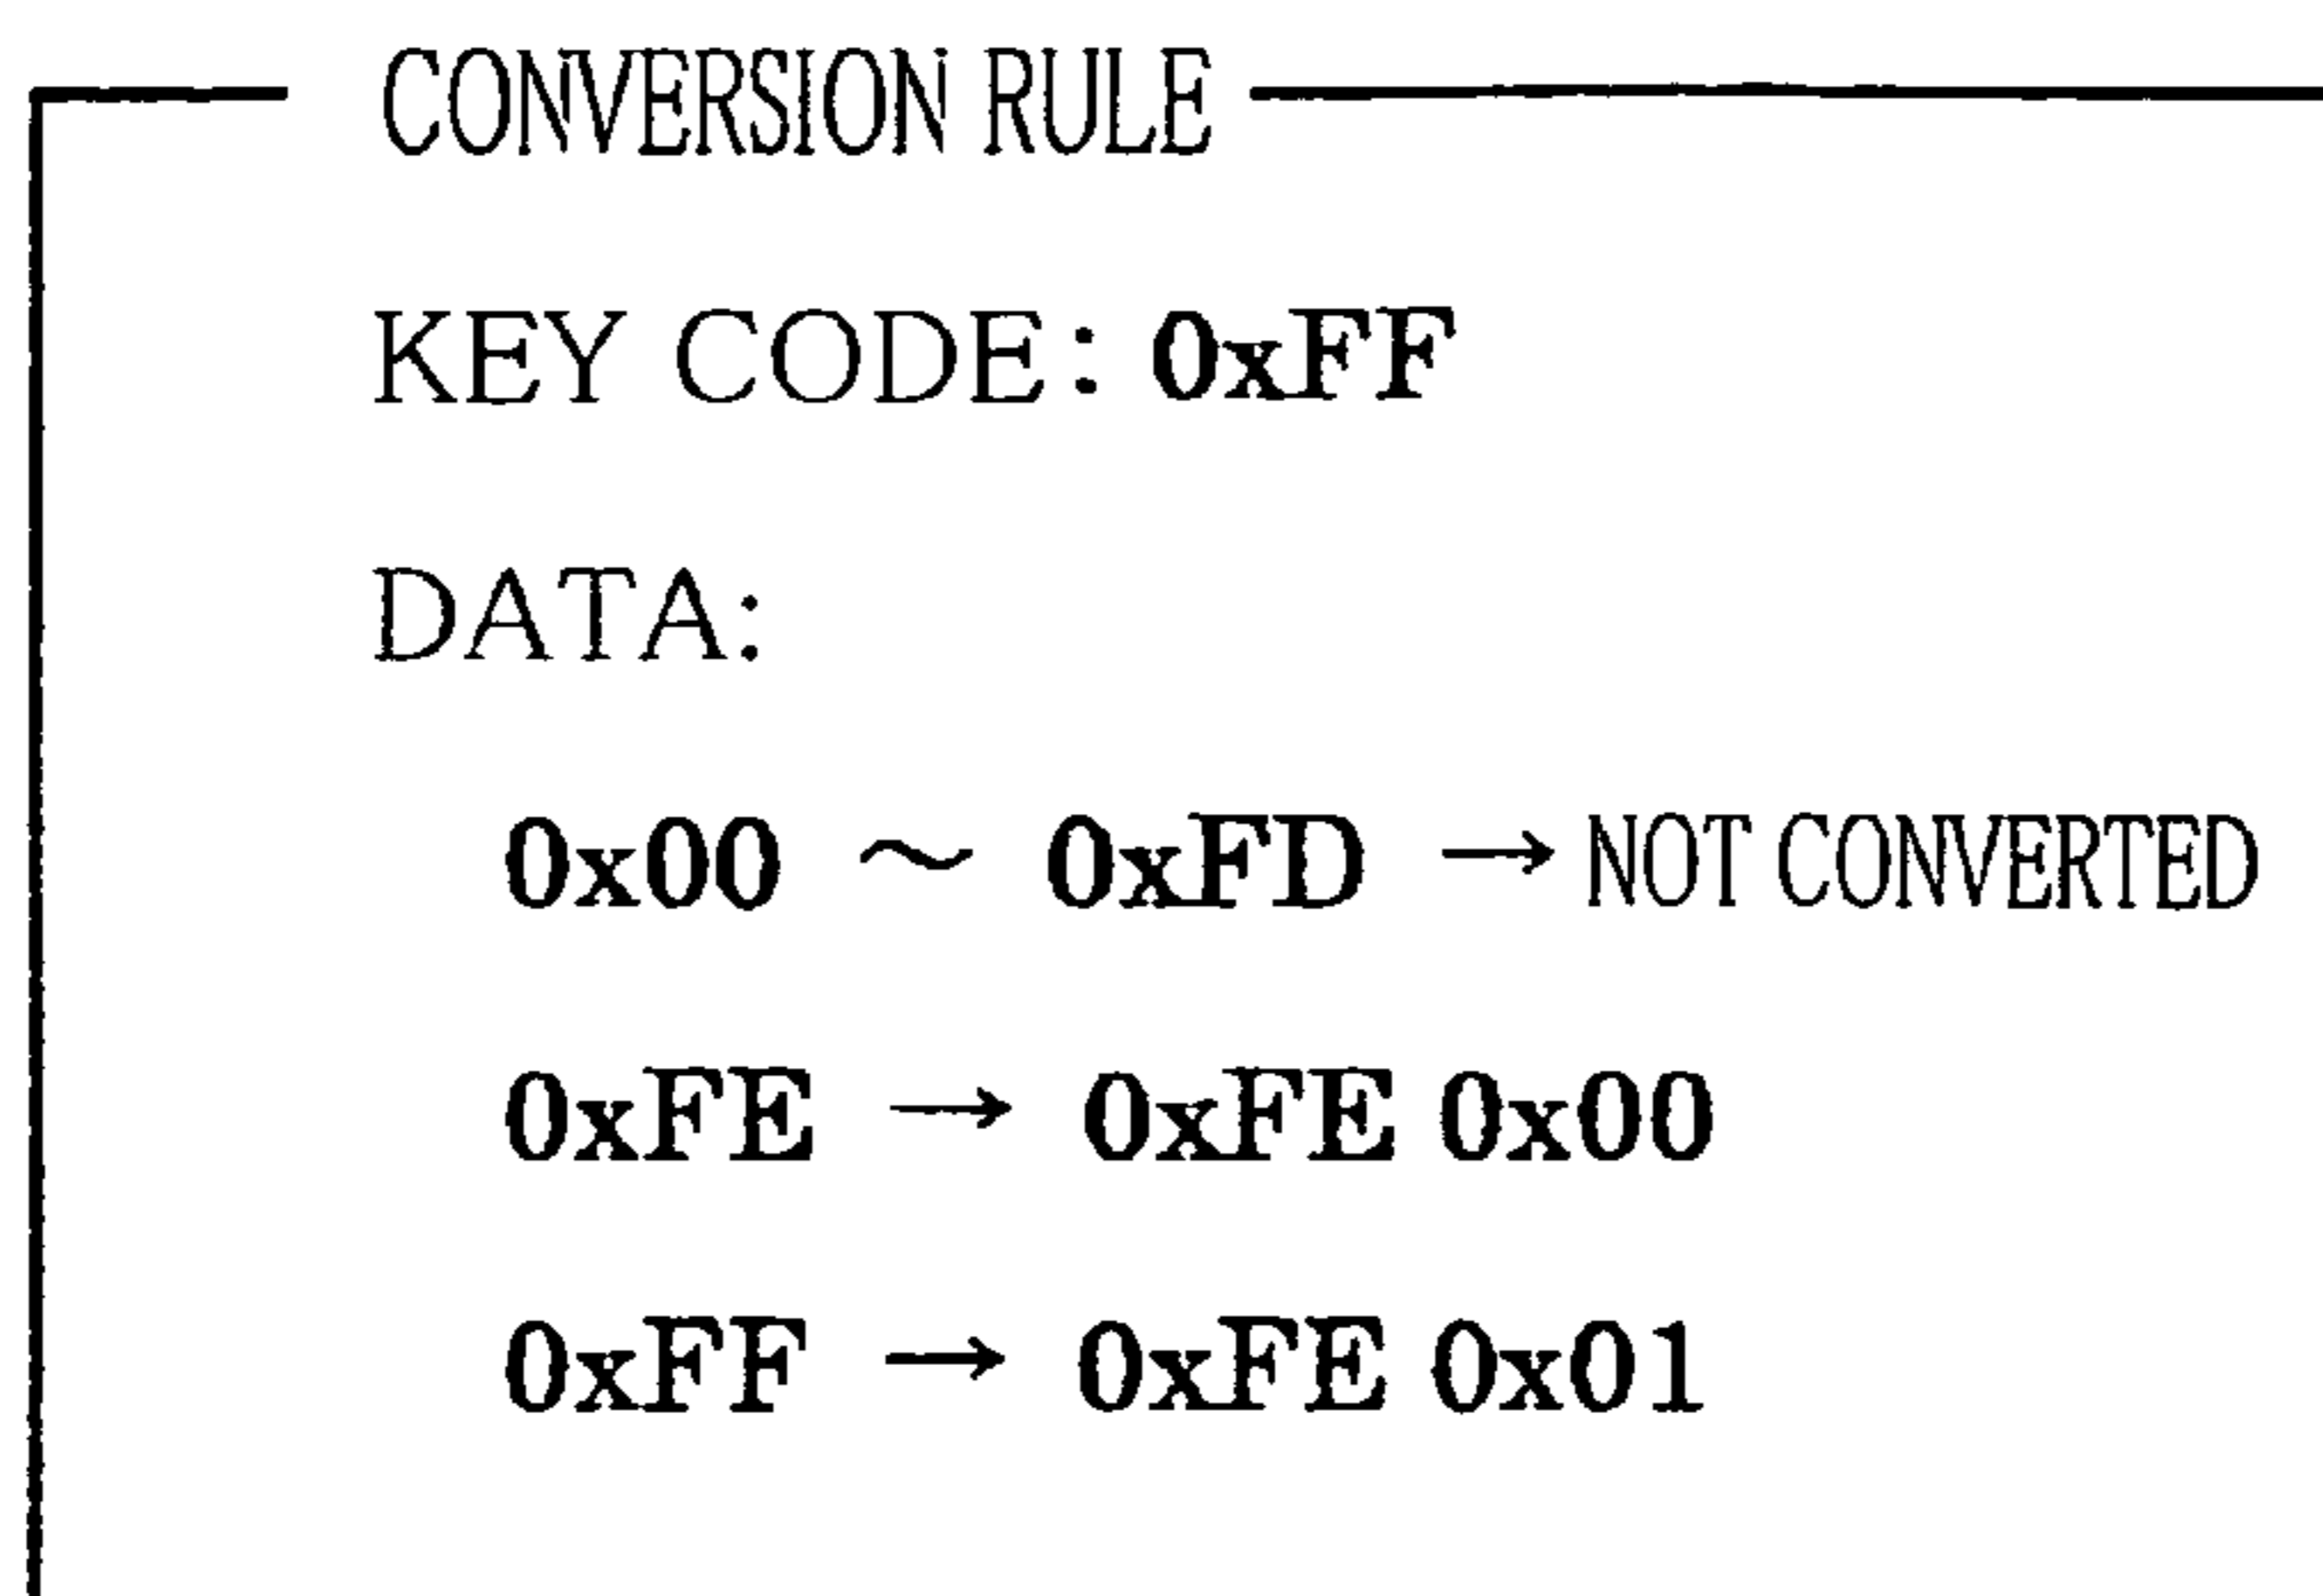 CONVERSION RULE
KEY CODE: 0xFF
DATA:
0x00 ~ 0xFD → NOT CONVERTED
0xFE → 0xFE 0x00
0xFF → 0xFE 0x01